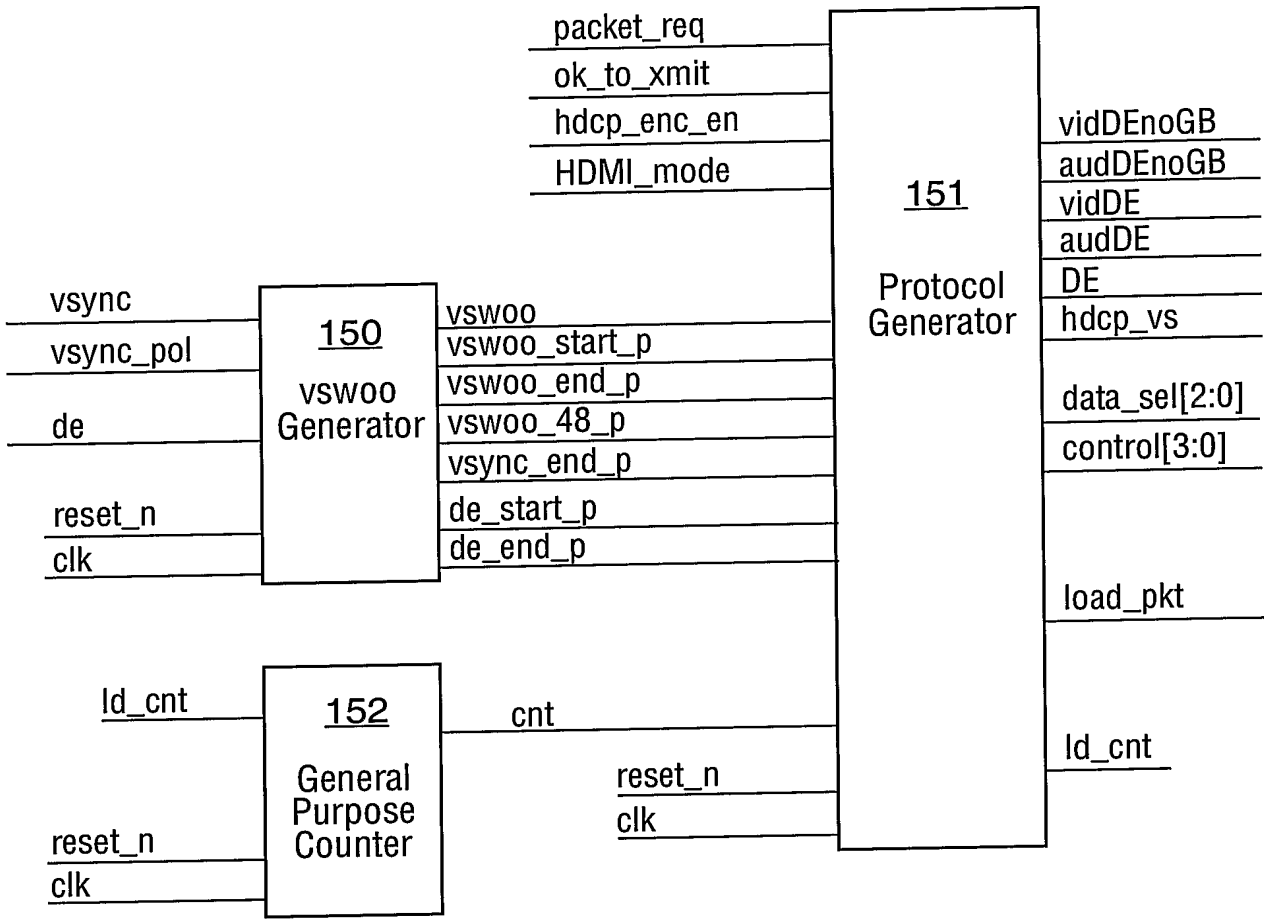 packet_req
ok_to_xmit
hdcp_enc_en
HDMI_mode
151
Protocol
Generator
vidDEnoGB
audDEnoGB
vidDE
audDE
DE
hdcp_vs
data_sel[2:0]
control[3:0]
load_pkt
ld_cnt
vsync
vsync_pol
de
reset_n
clk
150
vswoo
Generator
vswoo
vswoo_start_p
vswoo_end_p
vswoo_48_p
vsync_end_p
de_start_p
de_end_p
ld_cnt
reset_n
clk
152
General
Purpose
Counter
cnt
reset_n
clk